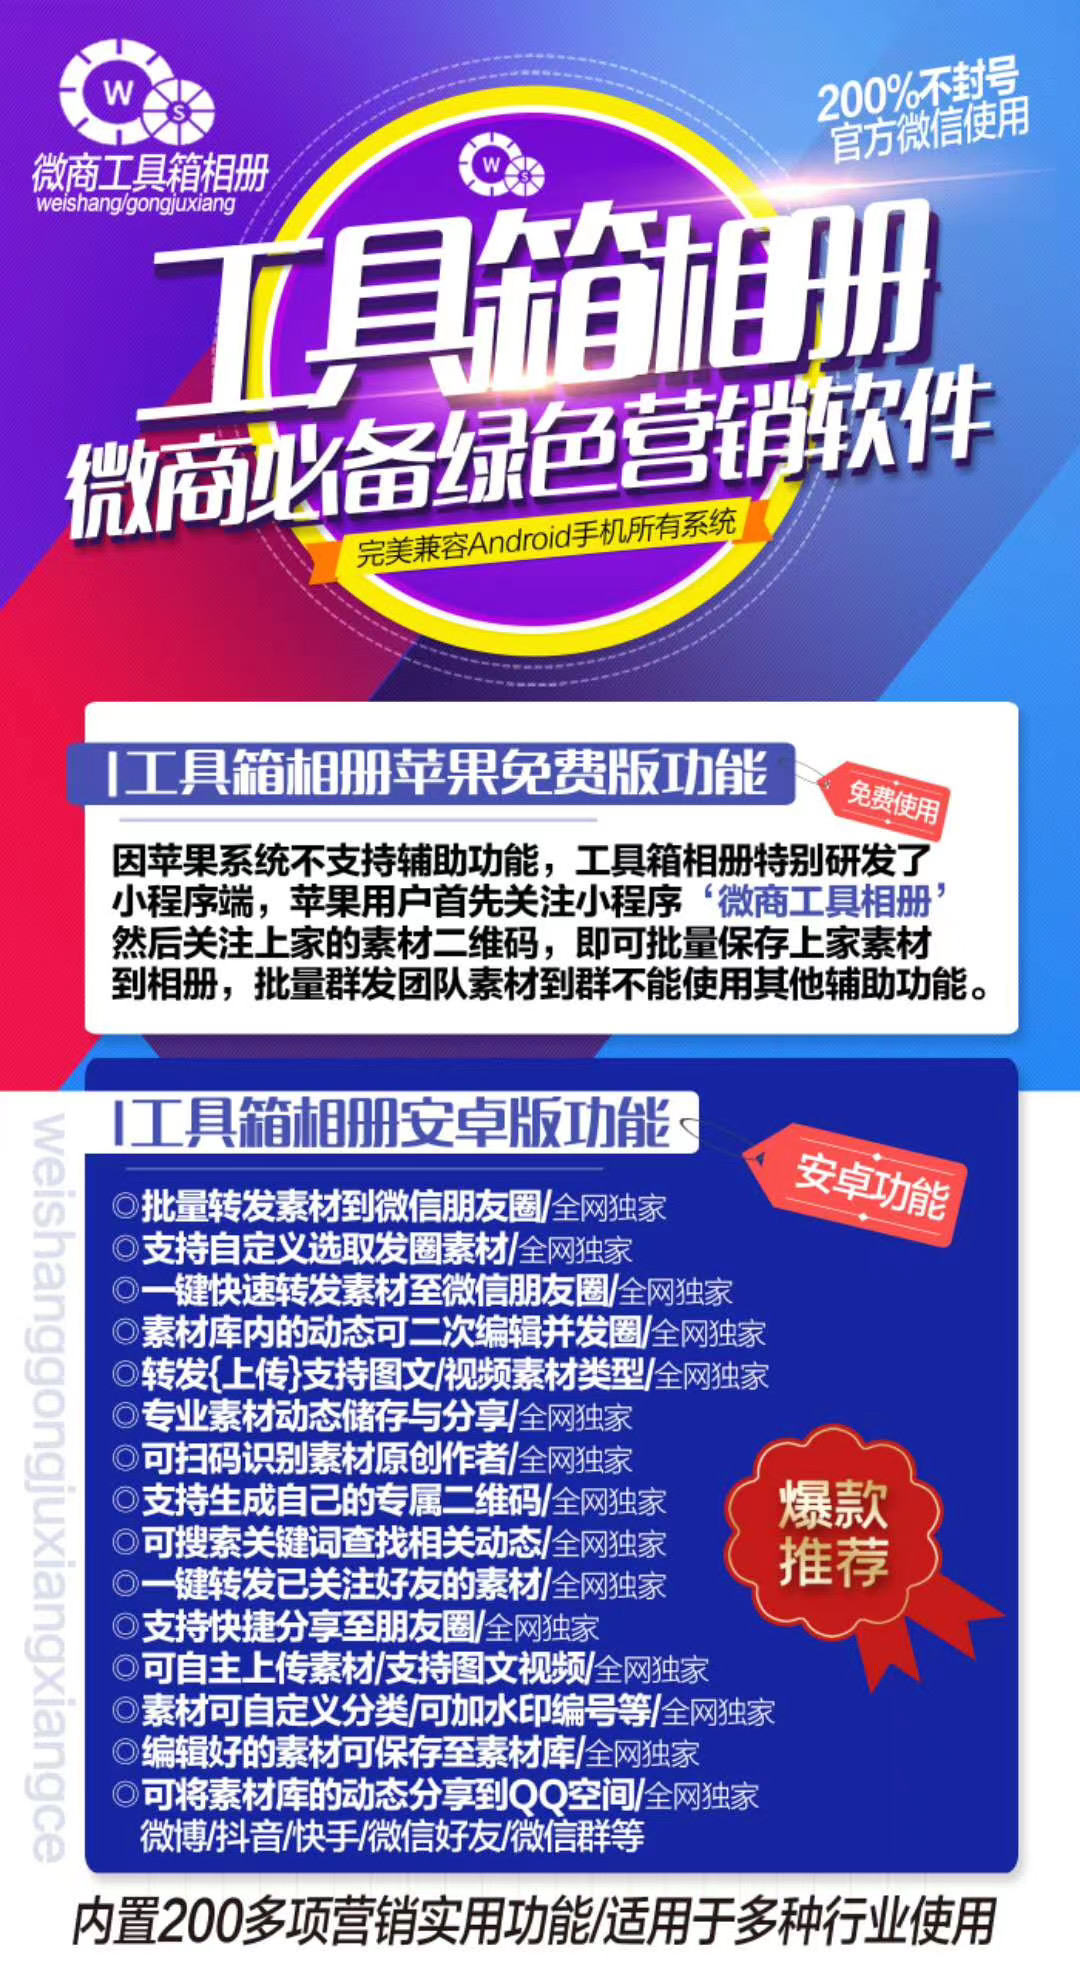 W
S
微商工具箱相册
weishang/gongjuxiang
200%不封号
官方微信使用
W
S
工具箱相册
微商必备绿色营销软件
完美兼容Android手机所有系统
工具箱相册苹果免费版功能
免费使用
因苹果系统不支持辅助功能，工具箱相册特别研发了
小程序端，苹果用户首先关注小程序‘微商工具相册’
然后关注上家的素材二维码，即可批量保存上家素材
到相册，批量群发团队素材到群不能使用其他辅助功能。
工具箱相册安卓版功能
安卓功能
◎批量转发素材到微信朋友圈/全网独家
◎支持自定义选取发圈素材/全网独家
◎一键快速转发素材至微信朋友圈/全网独家
◎素材库内的动态可二次编辑并发圈/全网独家
◎转发{上传}支持图文/视频素材类型/全网独家
◎专业素材动态储存与分享/全网独家
◎可扫码识别素材原创作者/全网独家
◎支持生成自己的专属二维码/全网独家
◎可搜索关键词查找相关动态/全网独家
◎一键转发已关注好友的素材/全网独家
◎支持快捷分享至朋友圈/全网独家
◎可自主上传素材/支持图文视频/全网独家
◎素材可自定义分类/可加水印编号等/全网独家
◎编辑好的素材可保存至素材库/全网独家
◎可将素材库的动态分享到QQ空间/全网独家
微博/抖音/快手/微信好友/微信群等
爆款
推荐
weishanggongjuxiangxiangce
内置200多项营销实用功能/适用于多种行业使用